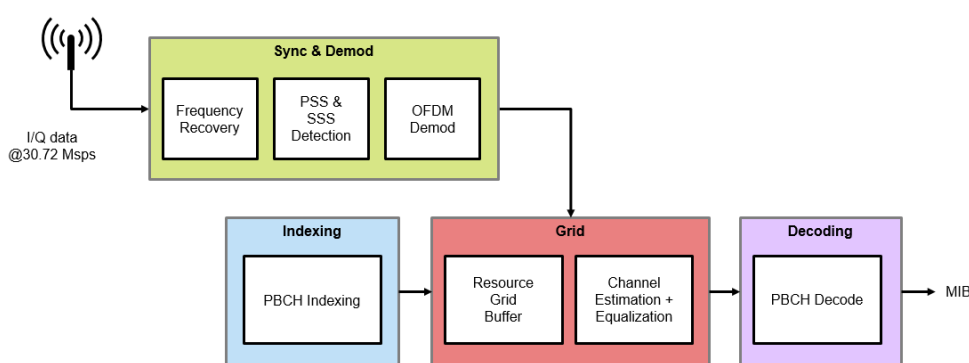 Sync & Demod
Frequency
Recovery
PSS &
SSS
Detection
OFDM
Demod
I/Q data
@30.72 Msps
Indexing
PBCH Indexing
Grid
Resource
Grid
Buffer
Channel
Estimation +
Equalization
Decoding
PBCH Decode
MIB